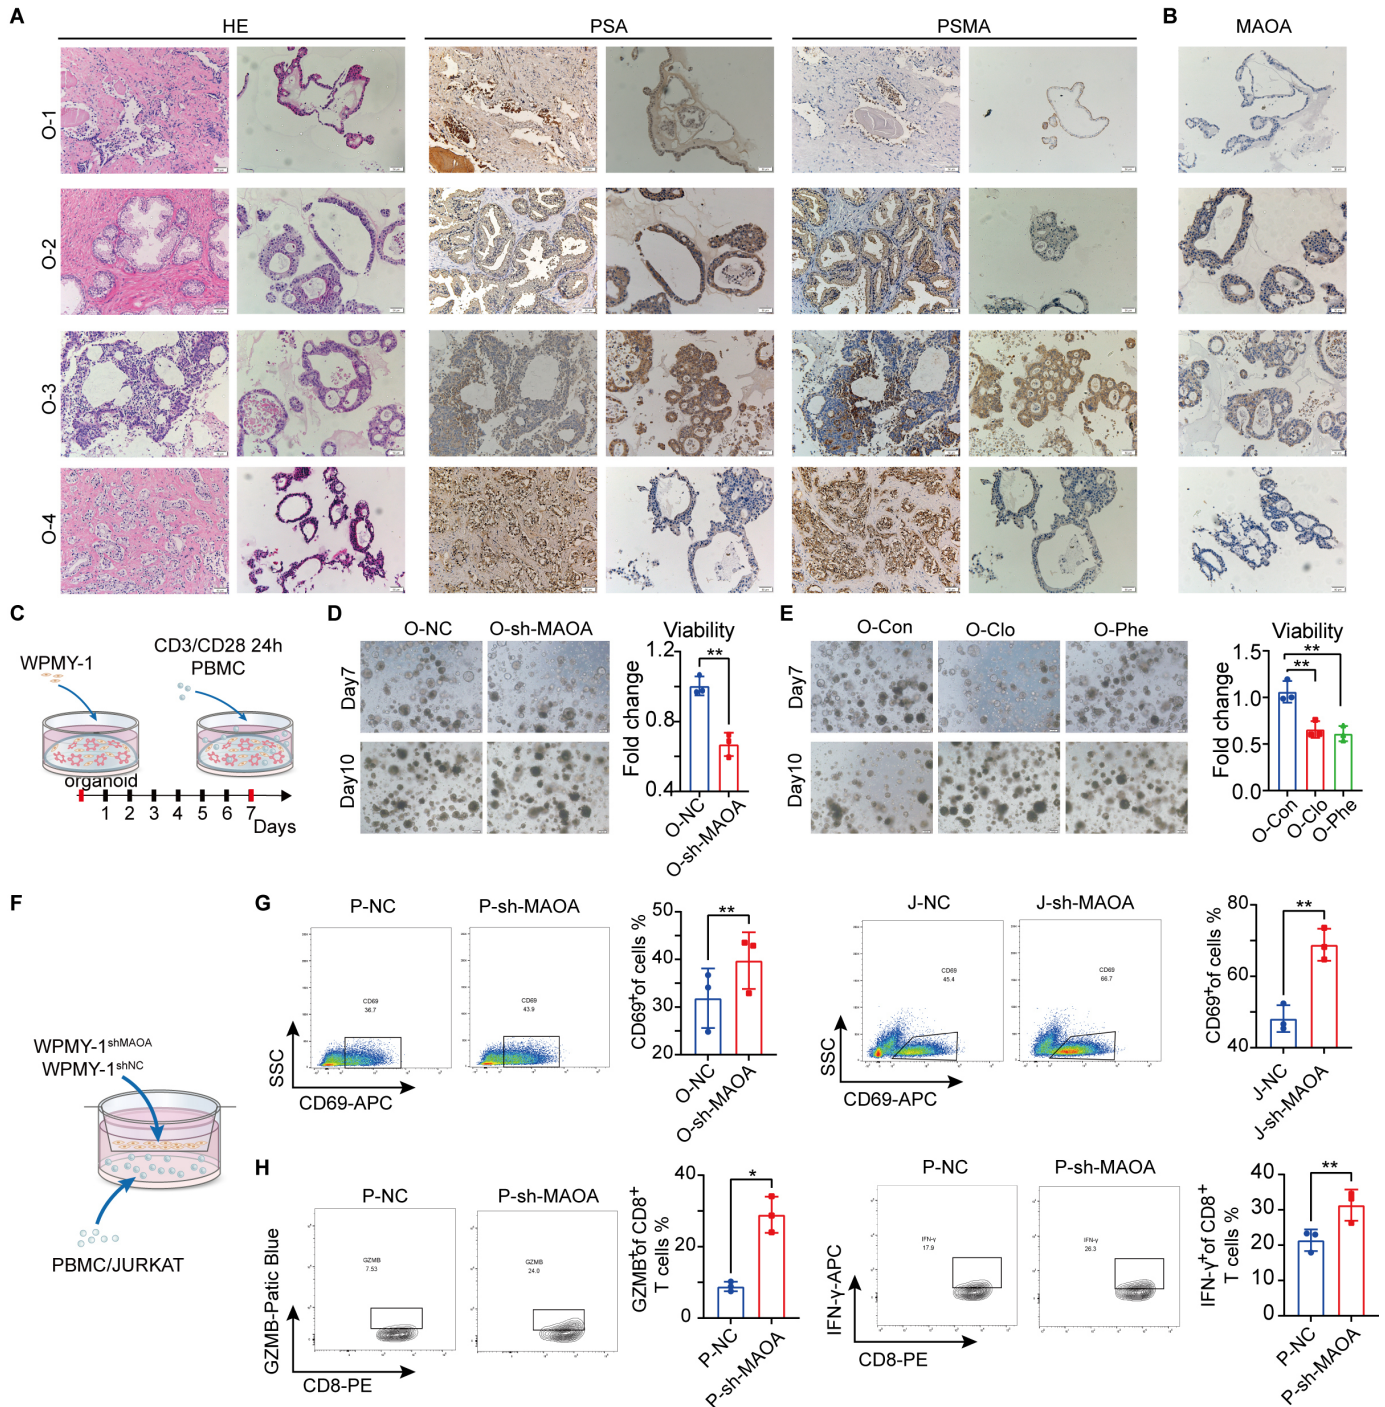 A
HE
PSA
PSMA
B
MAOA
O-1
O-2
O-3
O-4
C
WPMY-1
CD3/CD28 24h
PBMC
organoid
1 2 3 4 5 6 7
Days
D
O-NC
O-sh-MAOA
Day7
Day10
Viability
Fold change
**
1.2
0.8
0.4
O-NC
O-sh-MAOA
E
O-Con
O-Clo
O-Phe
Day7
Day10
Viability
Fold change
**
**
1.5
1.0
0.5
0.0
O-Con
O-Clo
O-Phe
F
WPMY-1shMAOA
WPMY-1shNC
PBMC/JURKAT
G
P-NC
P-sh-MAOA
CD69
36.7
CD69
43.9
SSC
CD69-APC
CD69+of cells %
**
50
40
30
20
O-NC
O-sh-MAOA
J-NC
J-sh-MAOA
CD69
45.4
CD69
66.7
SSC
CD69-APC
CD69+of cells %
**
80
60
40
J-NC
J-sh-MAOA
H
P-NC
P-sh-MAOA
GZMB
7.53
GZMB
24.0
GZMB-Patic Blue
CD8-PE
GZMB+of CD8+
T cells %
*
40
20
0
P-NC
P-sh-MAOA
P-NC
P-sh-MAOA
IFN-γ
17.9
IFN-γ
26.3
IFN-γ-APC
CD8-PE
IFN-γ+of CD8+
T cells %
**
40
30
20
10
0
P-NC
P-sh-MAOA